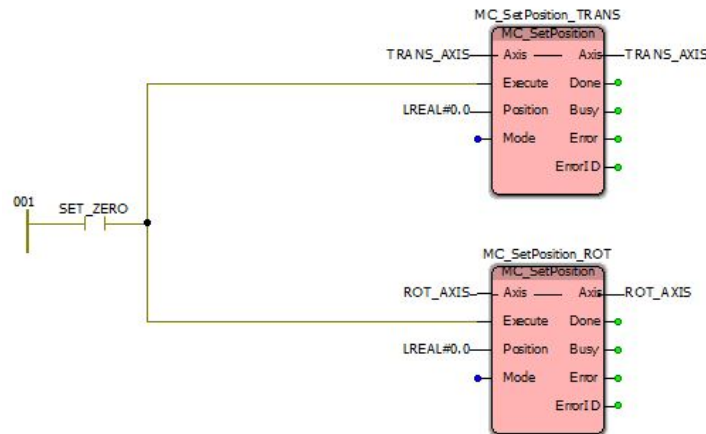 MC_SetPosition_TRANS
MC_SetPosition
TRANS_AXIS Axis Axis TRANS_AXIS
Execute Done
LREAL#0.0 Position Busy
Mode Error
ErrorID
001
SET_ZERO
MC_SetPosition_ROT
MC_SetPosition
ROT_AXIS Axis Axis ROT_AXIS
Execute Done
LREAL#0.0 Position Busy
Mode Error
ErrorID